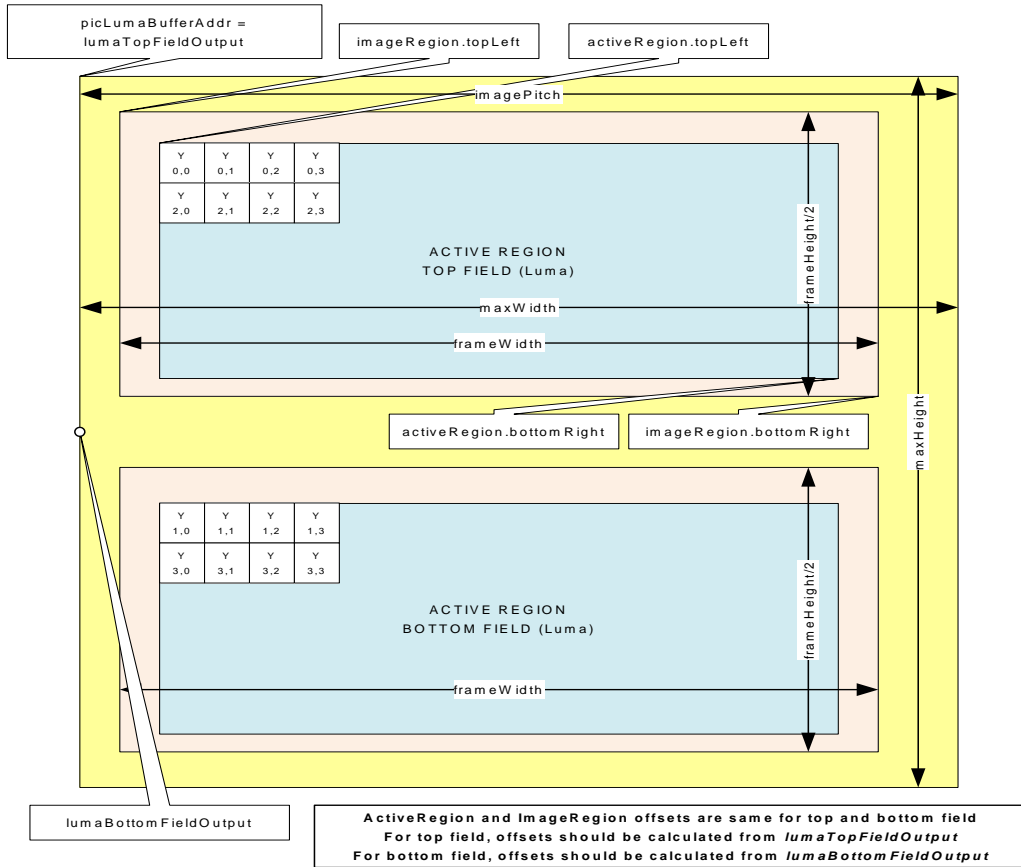 picLumaBufferAddr =
lumaTopFieldOutput
imageRegion.topLeft
activeRegion.topLeft
imagePitch
Y 0,0
Y 0,1
Y 0,2
Y 0,3
Y 2,0
Y 2,1
Y 2,2
Y 2,3
ACTIVE REGION
TOP FIELD (Luma)
frameHeight/2
maxWidth
frameWidth
activeRegion.bottomRight
imageRegion.bottomRight
maxHeight
Y 1,0
Y 1,1
Y 1,2
Y 1,3
Y 3,0
Y 3,1
Y 3,2
Y 3,3
ACTIVE REGION
BOTTOM FIELD (Luma)
frameHeight/2
frameWidth
lumaBottomFieldOutput
ActiveRegion and ImageRegion offsets are same for top and bottom field
For top field, offsets should be calculated from lumaTopFieldOutput
For bottom field, offsets should be calculated from lumaBottomFieldOutput